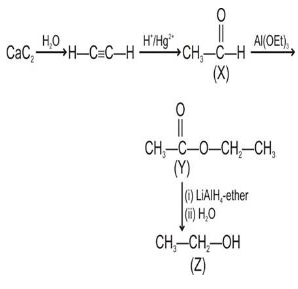 O
CaC₂ H₂O H–C≡C–H H⁺/Hg²⁺ CH₃–C–H Al(OEt)₃
(X)
O
CH₃–C–O–CH₂–CH₃
(Y)
(i) LiAlH₄-ether
(ii) H₂O
CH₃–CH₂–OH
(Z)